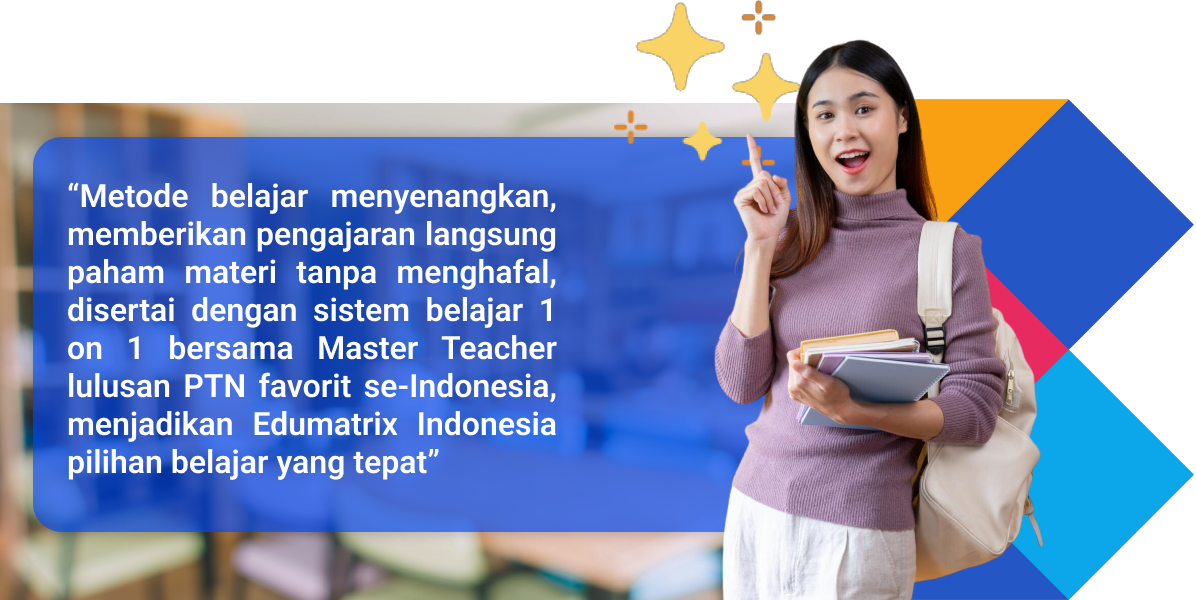 “Metode belajar menyenangkan,
memberikan pengajaran langsung
paham materi tanpa menghafal,
disertai dengan sistem belajar 1
on 1 bersama Master Teacher
lulusan PTN favorit se-Indonesia,
menjadikan Edumatrix Indonesia
pilihan belajar yang tepat”